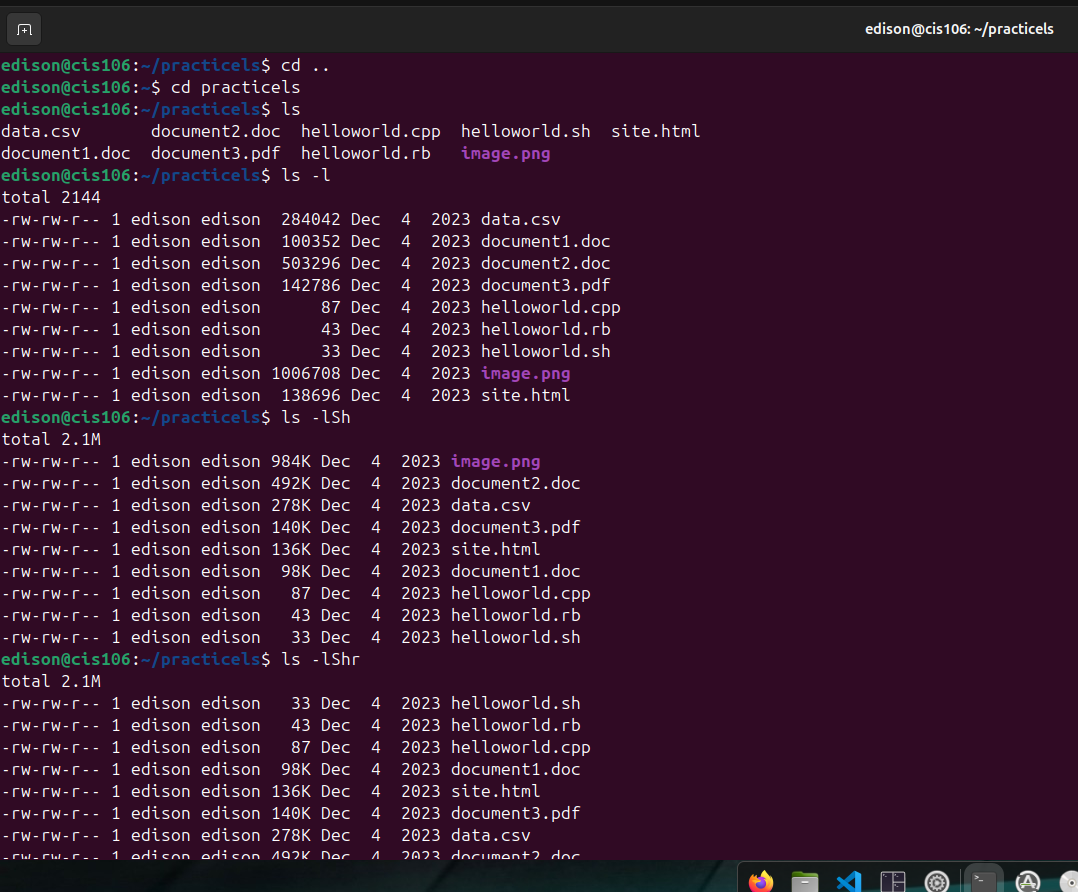 edison@cis106: ~/practicels
edison@cis106:~/practicels$ cd ..
edison@cis106:~$ cd practicels
edison@cis106:~/practicels$ ls
data.csv       document2.doc  helloworld.cpp  helloworld.sh  site.html
document1.doc  document3.pdf  helloworld.rb   image.png
edison@cis106:~/practicels$ ls -l
total 2144
-rw-rw-r-- 1 edison edison  284042 Dec  4  2023 data.csv
-rw-rw-r-- 1 edison edison  100352 Dec  4  2023 document1.doc
-rw-rw-r-- 1 edison edison  503296 Dec  4  2023 document2.doc
-rw-rw-r-- 1 edison edison  142786 Dec  4  2023 document3.pdf
-rw-rw-r-- 1 edison edison      87 Dec  4  2023 helloworld.cpp
-rw-rw-r-- 1 edison edison      43 Dec  4  2023 helloworld.rb
-rw-rw-r-- 1 edison edison      33 Dec  4  2023 helloworld.sh
-rw-rw-r-- 1 edison edison 1006708 Dec  4  2023 image.png
-rw-rw-r-- 1 edison edison  138696 Dec  4  2023 site.html
edison@cis106:~/practicels$ ls -lSh
total 2.1M
-rw-rw-r-- 1 edison edison 984K Dec  4  2023 image.png
-rw-rw-r-- 1 edison edison 492K Dec  4  2023 document2.doc
-rw-rw-r-- 1 edison edison 278K Dec  4  2023 data.csv
-rw-rw-r-- 1 edison edison 140K Dec  4  2023 document3.pdf
-rw-rw-r-- 1 edison edison 136K Dec  4  2023 site.html
-rw-rw-r-- 1 edison edison  98K Dec  4  2023 document1.doc
-rw-rw-r-- 1 edison edison   87 Dec  4  2023 helloworld.cpp
-rw-rw-r-- 1 edison edison   43 Dec  4  2023 helloworld.rb
-rw-rw-r-- 1 edison edison   33 Dec  4  2023 helloworld.sh
edison@cis106:~/practicels$ ls -lShr
total 2.1M
-rw-rw-r-- 1 edison edison   33 Dec  4  2023 helloworld.sh
-rw-rw-r-- 1 edison edison   43 Dec  4  2023 helloworld.rb
-rw-rw-r-- 1 edison edison   87 Dec  4  2023 helloworld.cpp
-rw-rw-r-- 1 edison edison  98K Dec  4  2023 document1.doc
-rw-rw-r-- 1 edison edison 136K Dec  4  2023 site.html
-rw-rw-r-- 1 edison edison 140K Dec  4  2023 document3.pdf
-rw-rw-r-- 1 edison edison 278K Dec  4  2023 data.csv
-rw-rw-r-- 1 edison edison 492K Dec  4  2023 document2.doc